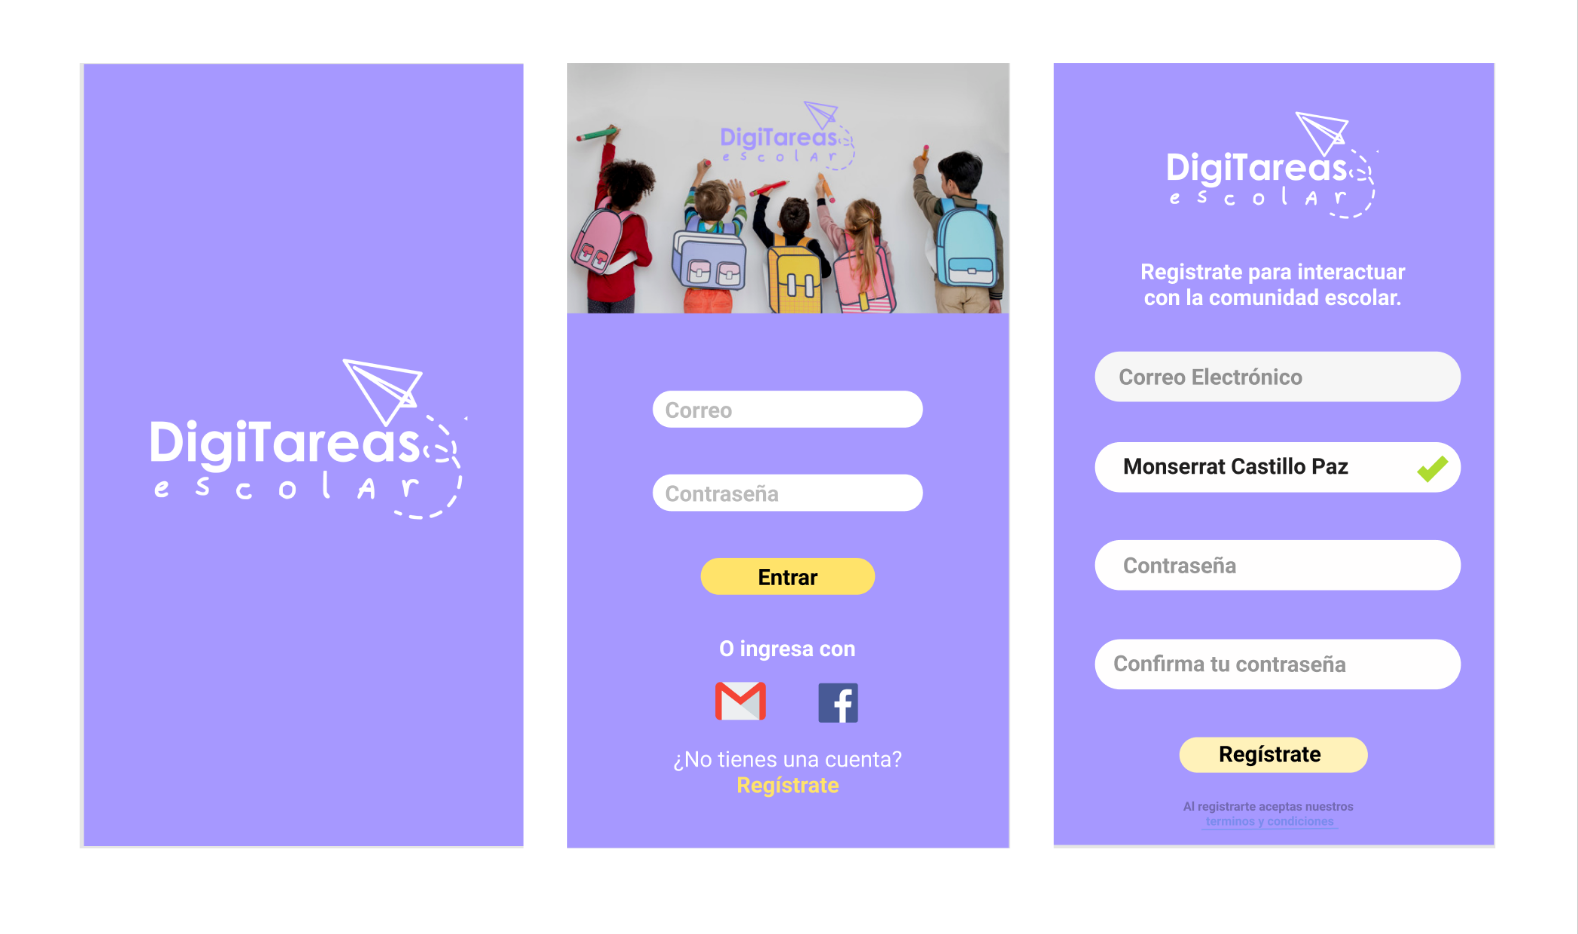 DigiTareas
escolAr
DigiTareas
escolAr
Correo
Contraseña
Entrar
O ingresa con
¿No tienes una cuenta?
Regístrate
DigiTareas
escolAr
Registrate para interactuar
con la comunidad escolar.
Correo Electrónico
Monserrat Castillo Paz
Contraseña
Confirma tu contraseña
Regístrate
Al registrarte aceptas nuestros
terminos y condiciones